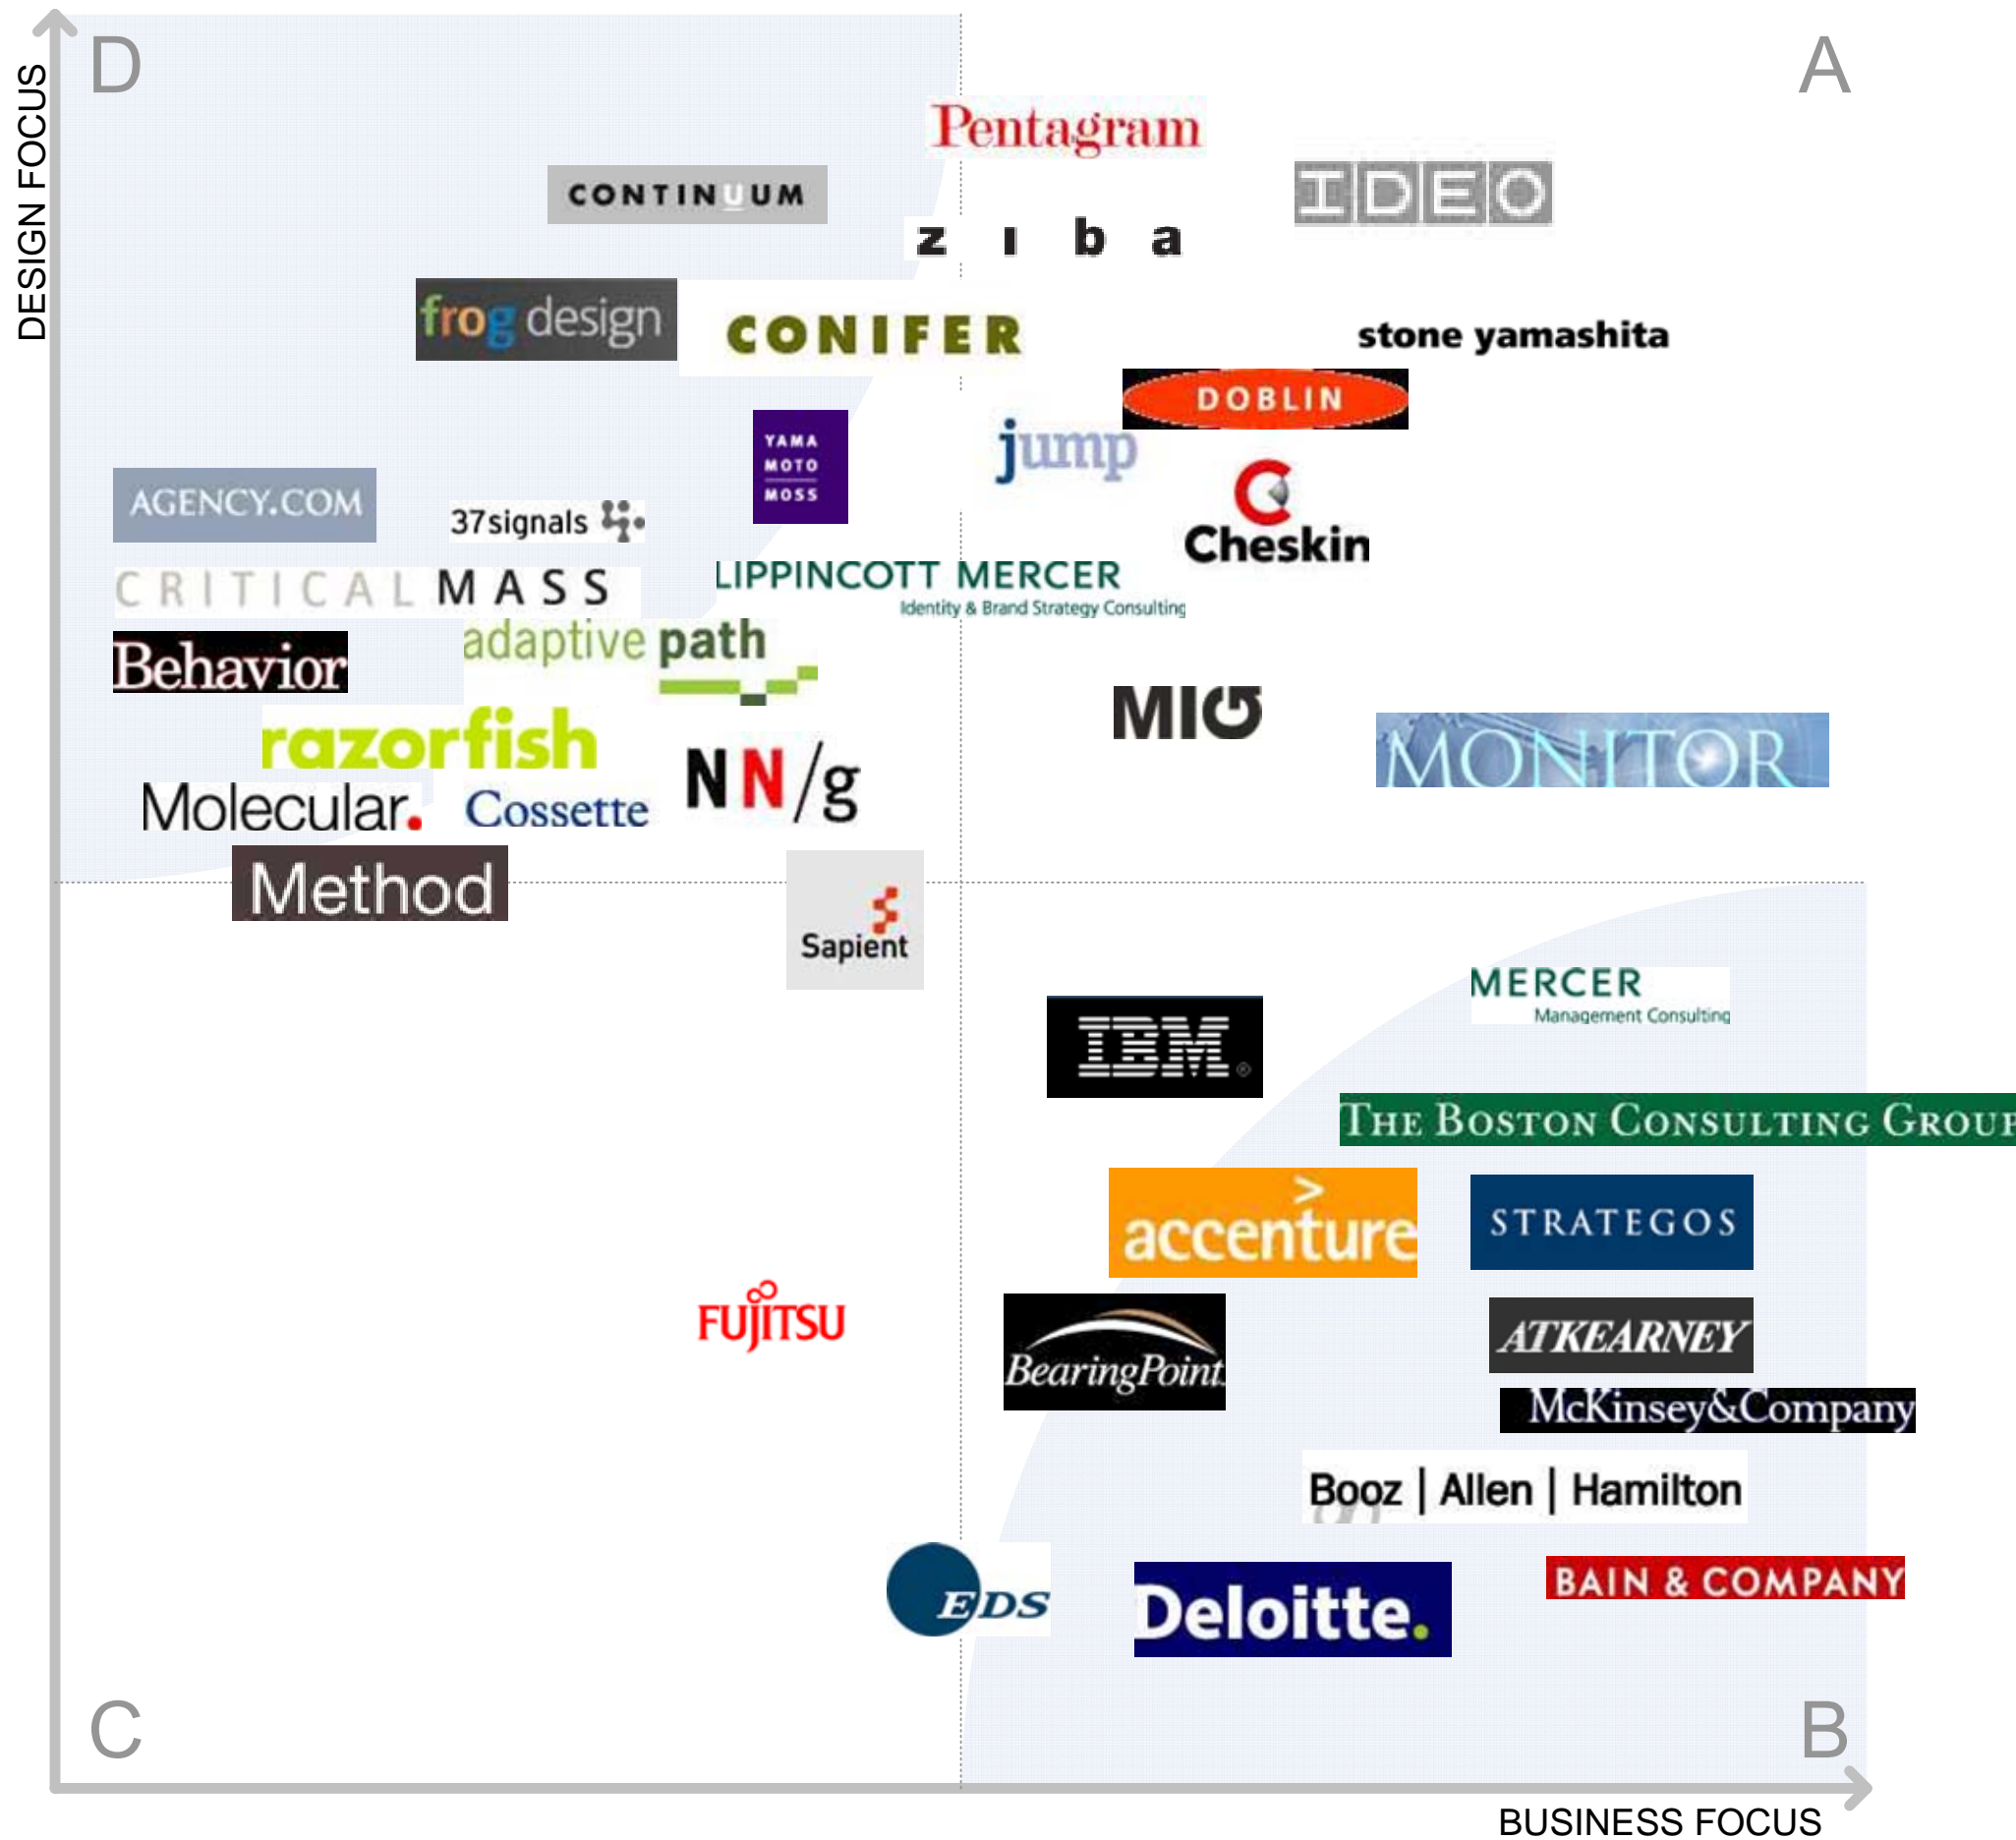 D
A
DESIGN FOCUS
Pentagram
CONTINUUM
IDEO
zıba
frog design
CONIFER
stone yamashita
DOBLIN
jump
YAMA
MOTO
MOSS
AGENCY.COM
37signals
Cheskin
CRITICALMASS
LIPPINCOTT MERCER
Identity & Brand Strategy Consulting
adaptive path
Behavior
MIG
razorfish
MONITOR
NN/g
Molecular.
Cossette
Method
Sapient
MERCER
Management Consulting
IBM®
THE BOSTON CONSULTING GROUP
>
accenture
STRATEGOS
FUJITSU
BearingPoint
ATKEARNEY
McKinsey&Company
Booz | Allen | Hamilton
EDS
Deloitte.
BAIN & COMPANY
C
B
BUSINESS FOCUS